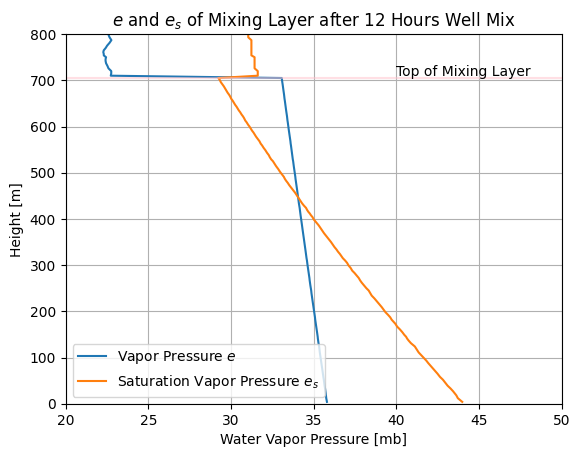 e and e_s of Mixing Layer after 12 Hours Well Mix
800
700
600
500
400
300
200
100
0
Height [m]
Top of Mixing Layer
Vapor Pressure e
Saturation Vapor Pressure e_s
20 25 30 35 40 45 50
Water Vapor Pressure [mb]